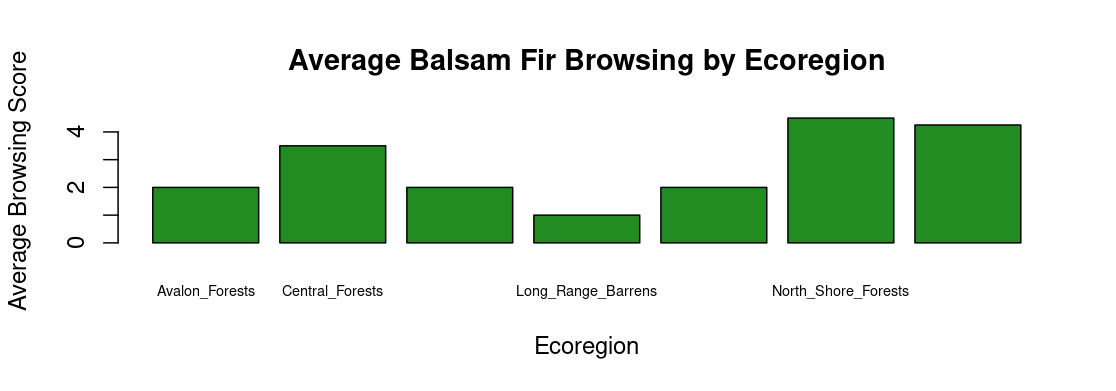 Average Balsam Fir Browsing by Ecoregion
Average Browsing Score
4
2
0
Avalon_Forests Central_Forests Long_Range_Barrens North_Shore_Forests
Ecoregion